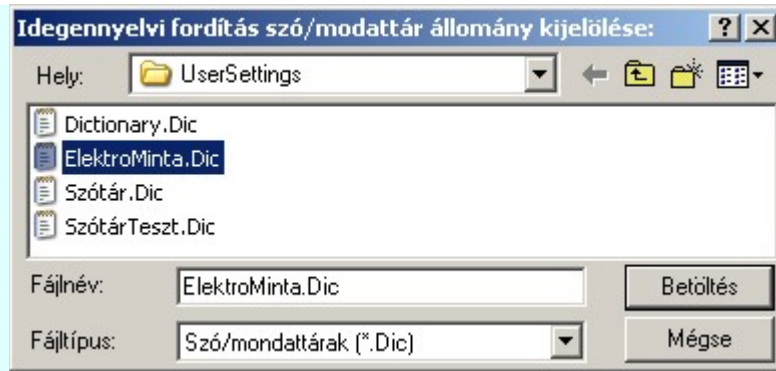 Idegennyelvi fordítás szó/modattár állomány kijelölése:
Hely: UserSettings
Dictionary.Dic
ElektroMinta.Dic
Szótár.Dic
SzótárTeszt.Dic
Fájlnév: ElektroMinta.Dic Betöltés
Fájltípus: Szó/mondattárak (*.Dic) Mégse